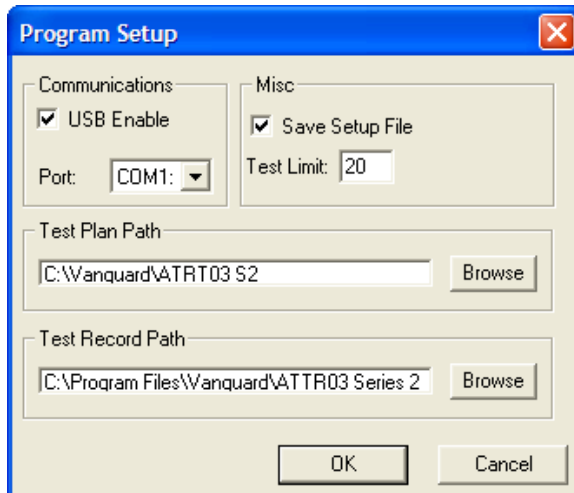 Program Setup
Communications
USB Enable
Port: COM1:
Misc
Save Setup File
Test Limit: 20
Test Plan Path
C:\Vanguard\ATRT03 S2
Browse
Test Record Path
C:\Program Files\Vanguard\ATTR03 Series 2
Browse
OK
Cancel